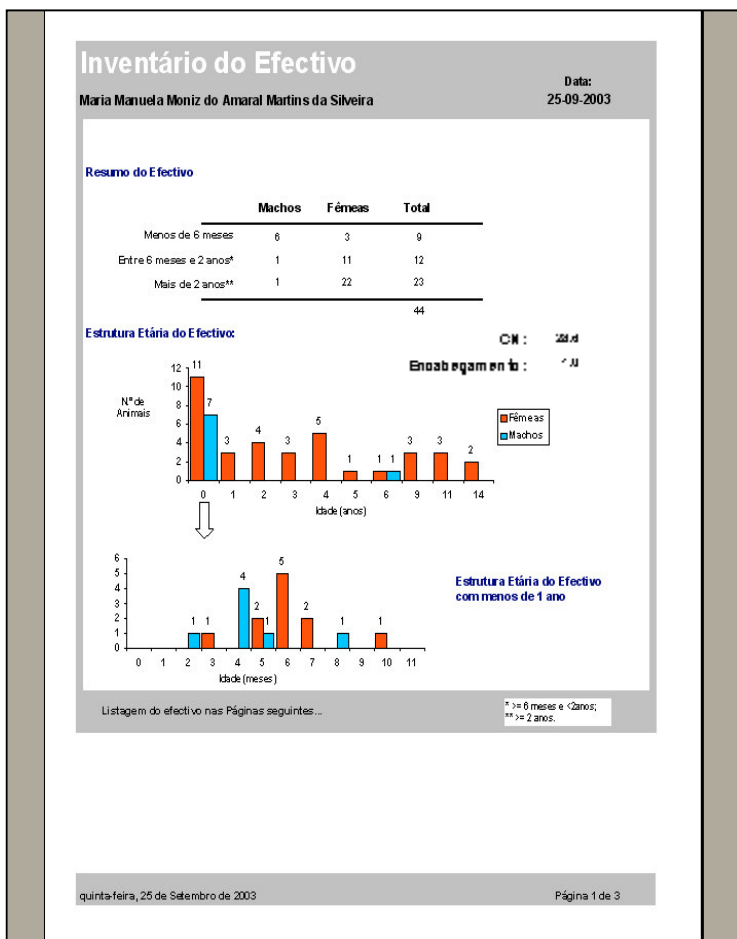 Inventário do Efectivo
Data:
Maria Manuela Moniz do Amaral Martins da Silveira
25-09-2003
Resumo do Efectivo
Machos Fêmeas Total
Menos de 6 meses 6 3 9
Entre 6 meses e 2 anos* 1 11 12
Mais de 2 anos** 1 22 23
44
Estrutura Etária do Efectivo:
CN :
Encabeçamento :
N.º de
Animais
12
10
8
6
4
2
0
11 7 3 4 3 5 1 1 1 3 3 2
0 1 2 3 4 5 6 9 11 14
Idade (anos)
Fêmeas
Machos
6
5
4
3
2
1
0
1 1 4 2 1 5 2 1 1
0 1 2 3 4 5 6 7 8 9 10 11
Idade (meses)
Estrutura Etária do Efectivo
com menos de 1 ano
Listagem do efectivo nas Páginas seguintes...
* >= 6 meses e <2anos;
** >= 2 anos.
quinta-feira, 25 de Setembro de 2003
Página 1 de 3